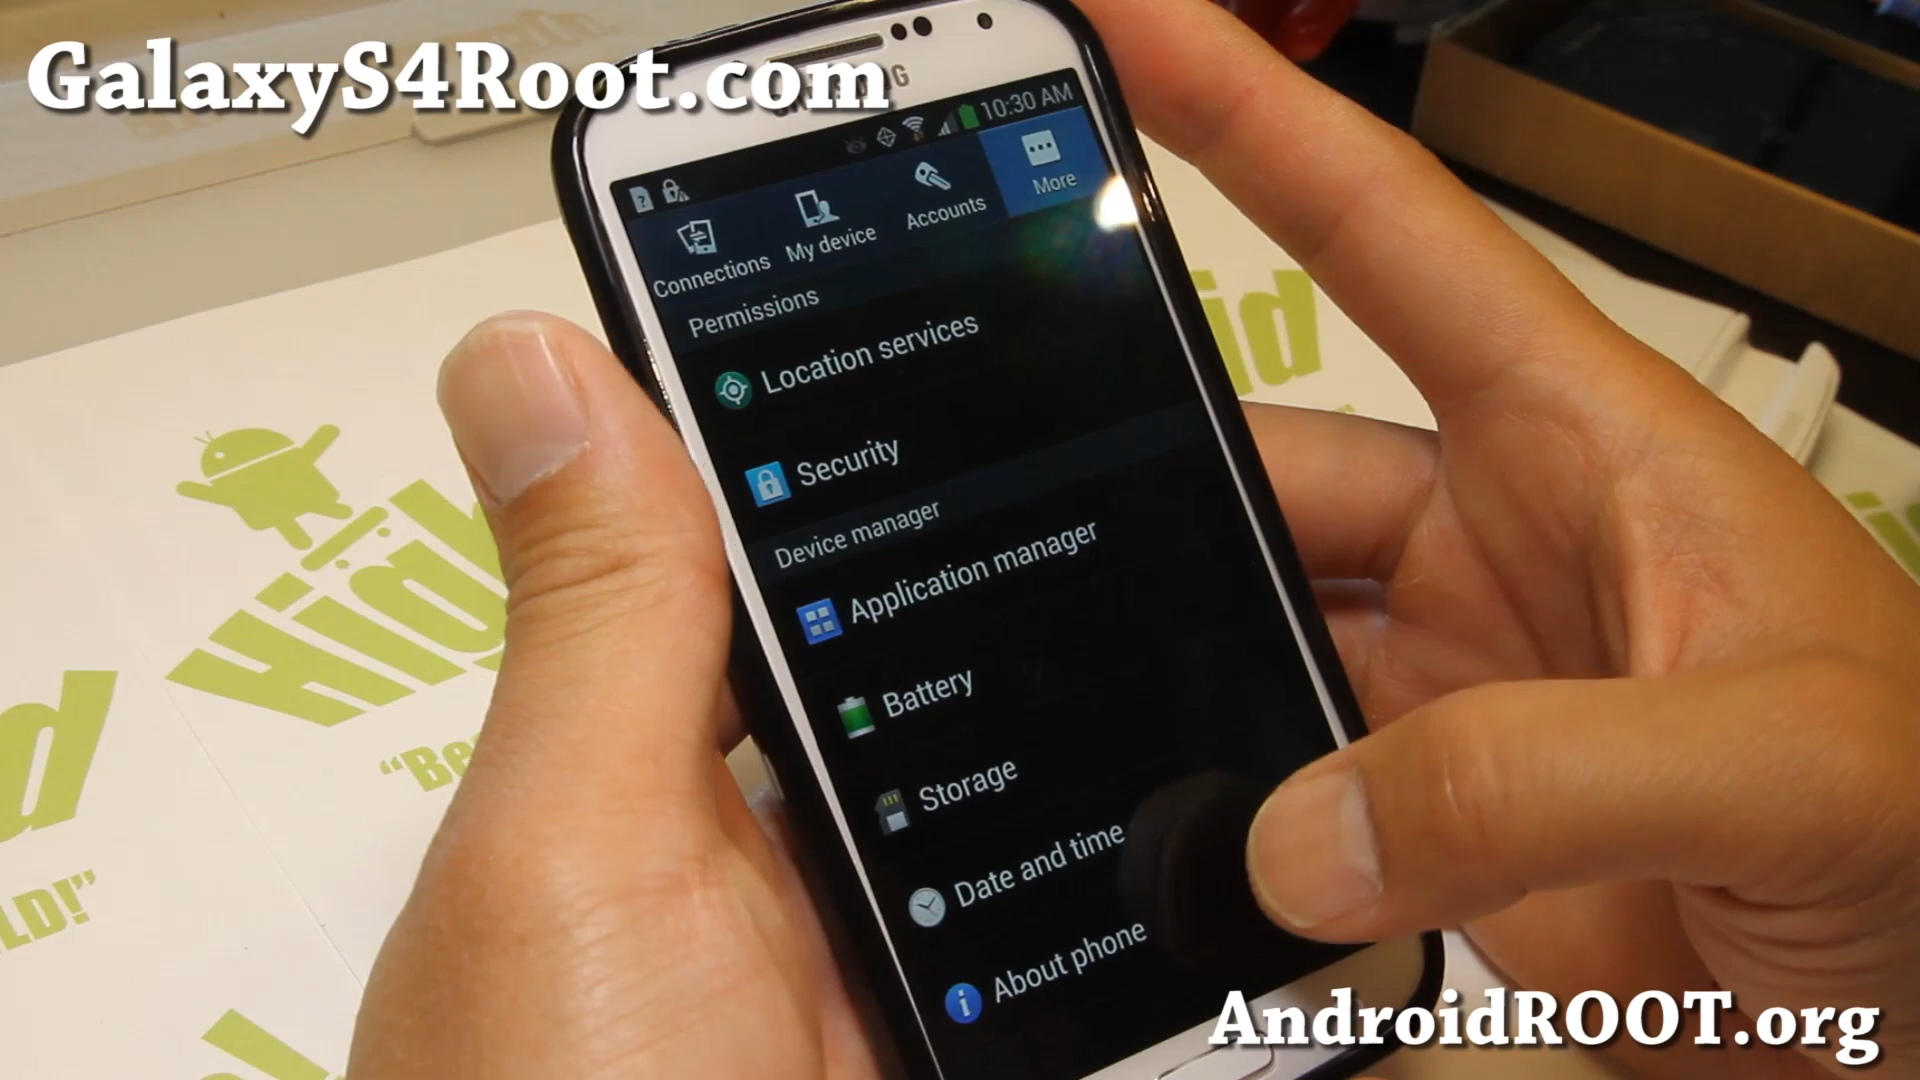 GalaxyS4Root.com
10:30 AM
Connections
My device
Accounts
More
Permissions
Location services
Security
Device manager
Application manager
Battery
Storage
Date and time
About phone
AndroidROOT.org